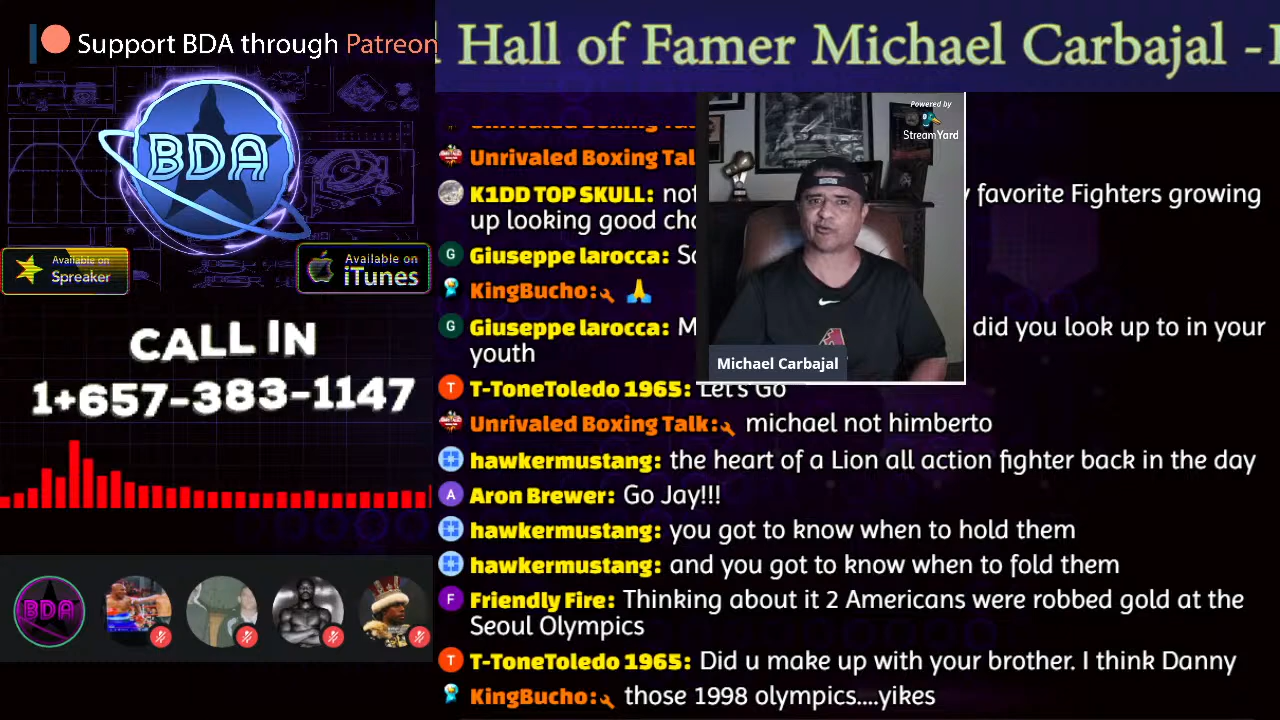 Support BDA through Patreon
Hall of Famer Michael Carbajal -
BDA
Available on
Spreaker
Available on
iTunes
CALL IN
1+657-383-1147
BDA
Powered by
StreamYard
Michael Carbajal
Unrivaled Boxing Tal
K1DD TOP SKULL: not
favorite Fighters growing
up looking good
Giuseppe larocca:
KingBucho: 🙏
Giuseppe larocca: M
did you look up to in your
youth
T-ToneToledo 1965: Let's Go
Unrivaled Boxing Talk: michael not himberto
hawkermustang: the heart of a Lion all action fighter back in the day
Aron Brewer: Go Jay!!!
hawkermustang: you got to know when to hold them
hawkermustang: and you got to know when to fold them
Friendly Fire: Thinking about it 2 Americans were robbed gold at the
Seoul Olympics
T-ToneToledo 1965: Did u make up with your brother. I think Danny
KingBucho: those 1998 olympics....yikes